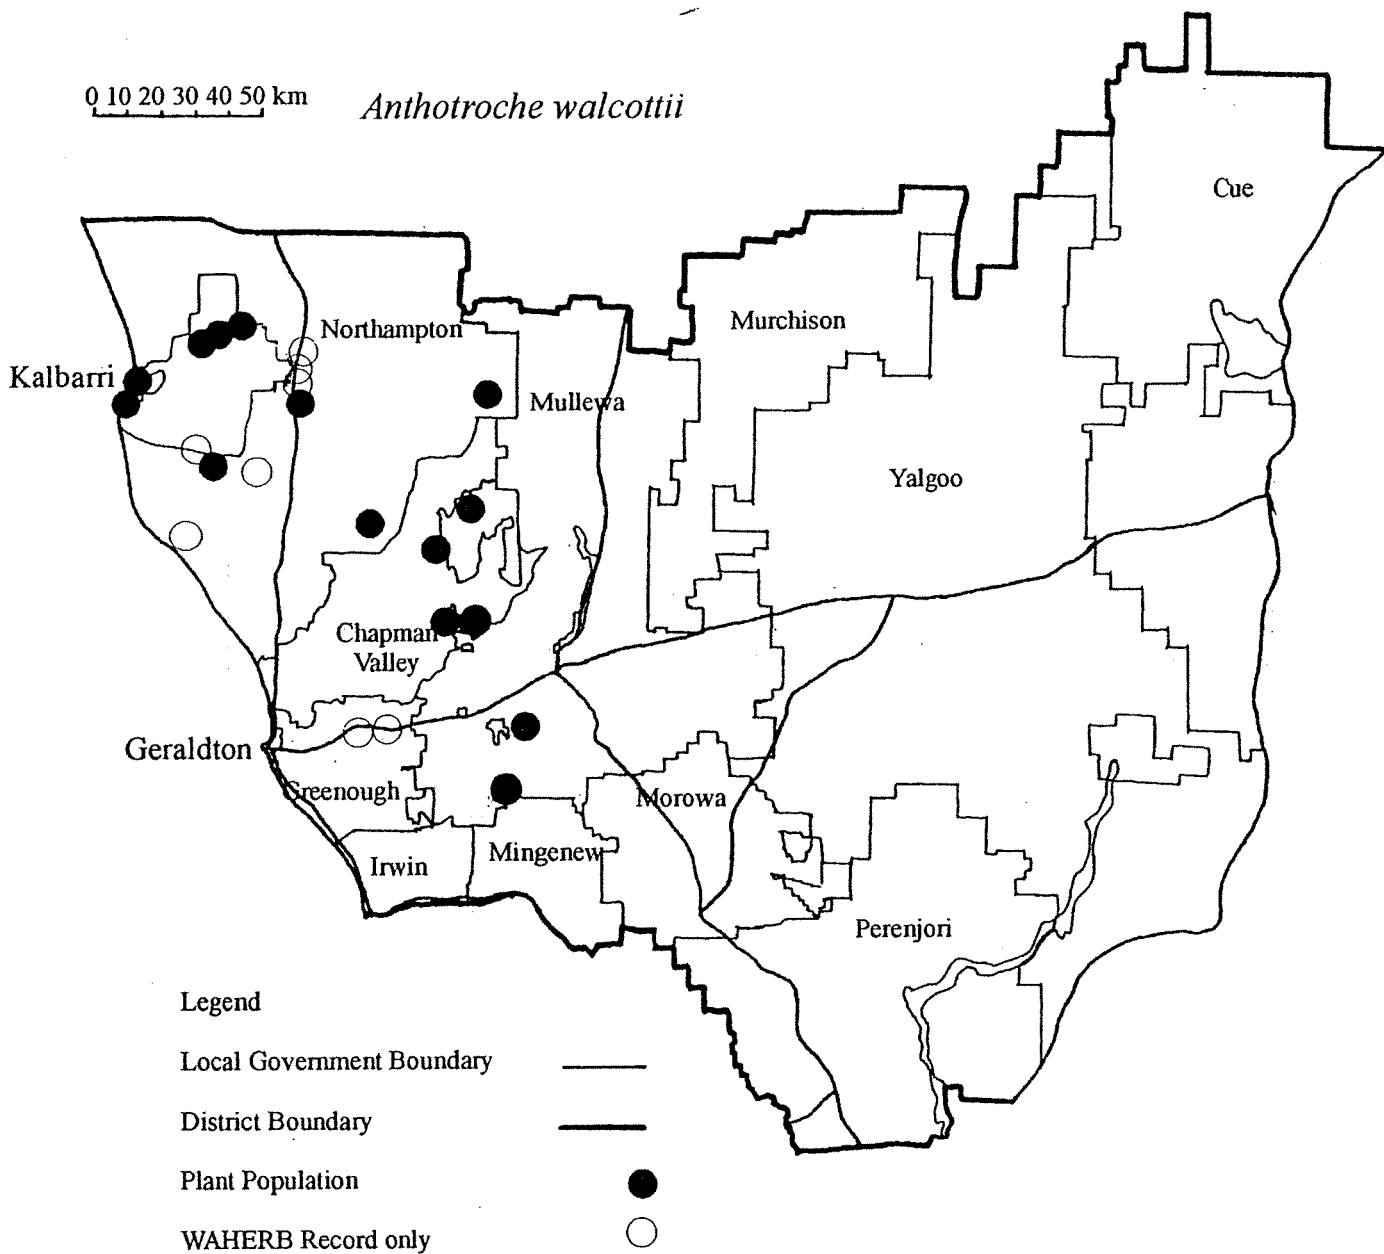 0 10 20 30 40 50 km
Anthotroche walcottii
Cue
Northampton
Murchison
Kalbarri
Mullewa
Yalgoo
Chapman
Valley
Geraldton
Greenough
Morowa
Irwin
Mingenew
Perenjori
Legend
Local Government Boundary
District Boundary
Plant Population
WAHERB Record only